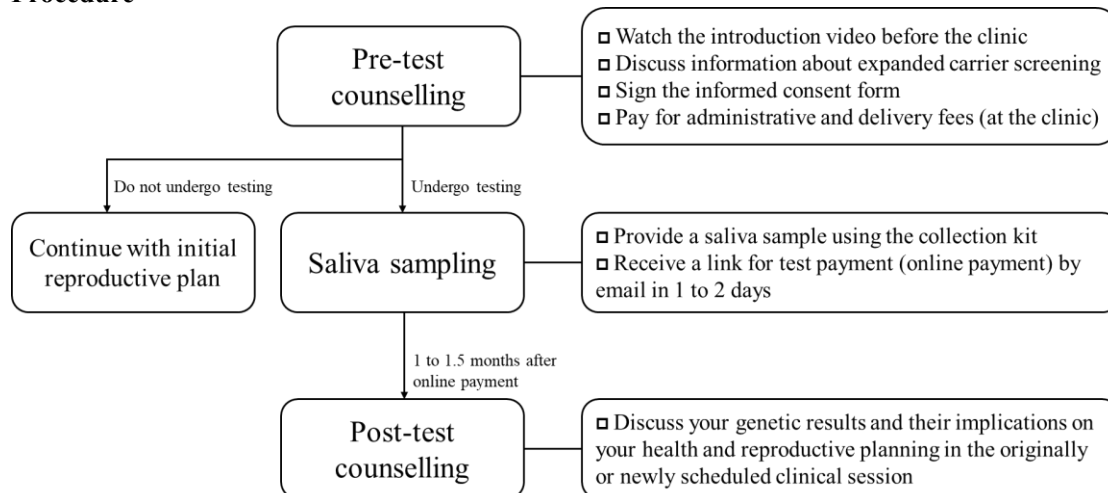 Procedure
Pre-test
counselling
□ Watch the introduction video before the clinic
□ Discuss information about expanded carrier screening
□ Sign the informed consent form
□ Pay for administrative and delivery fees (at the clinic)
Do not undergo testing
Undergo testing
Continue with initial
reproductive plan
Saliva sampling
□ Provide a saliva sample using the collection kit
□ Receive a link for test payment (online payment) by
email in 1 to 2 days
1 to 1.5 months after
online payment
Post-test
counselling
□ Discuss your genetic results and their implications on
your health and reproductive planning in the originally
or newly scheduled clinical session